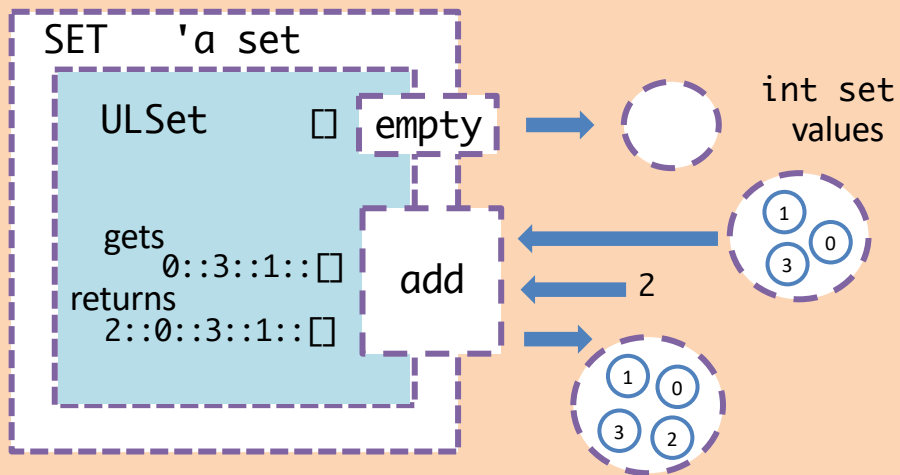 SET 'a set
ULSet [] empty
int set
values
gets
0::3::1::[]
returns
2::0::3::1::[]
add
2
1
0
3
1
0
3
2